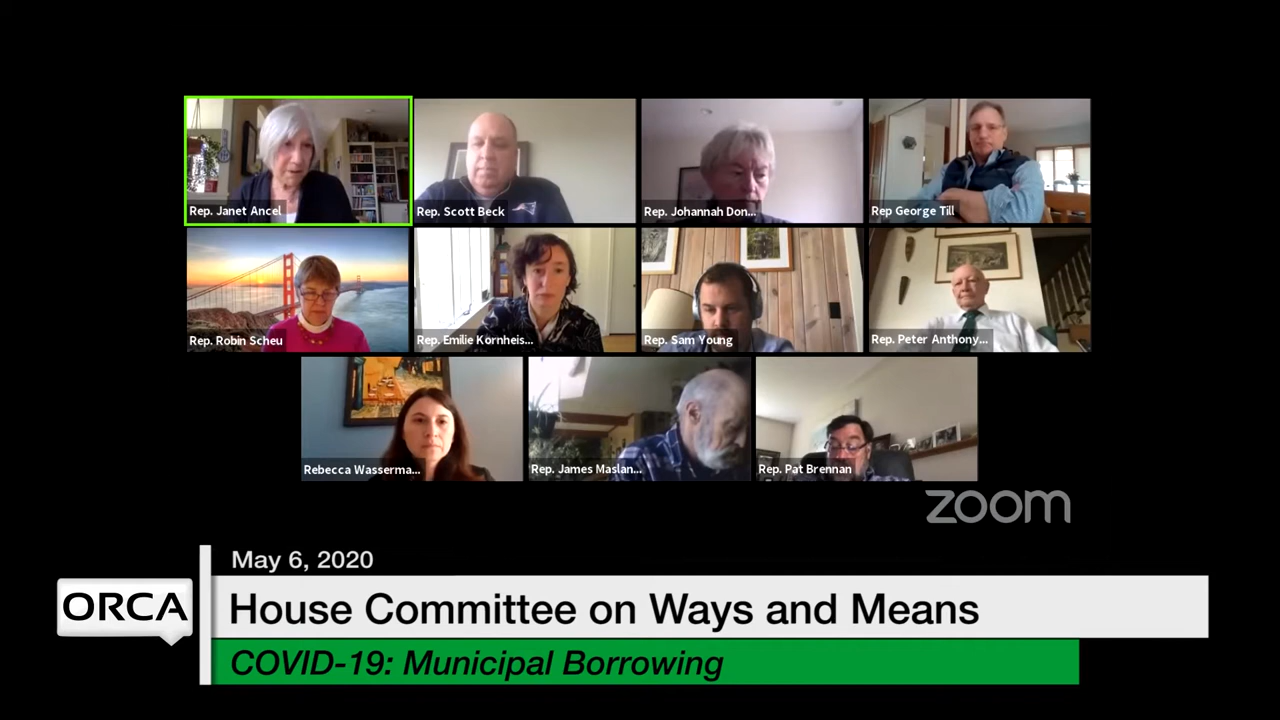 Rep. Janet Ancel
Rep. Scott Beck
Rep. Johannah Don...
Rep George Till
Rep. Robin Scheu
Rep. Emilie Kornheis...
Rep. Sam Young
Rep. Peter Anthony...
Rebecca Wasserma...
Rep. James Maslan...
Rep. Pat Brennan
zoom
May 6, 2020
ORCA
House Committee on Ways and Means
COVID-19: Municipal Borrowing